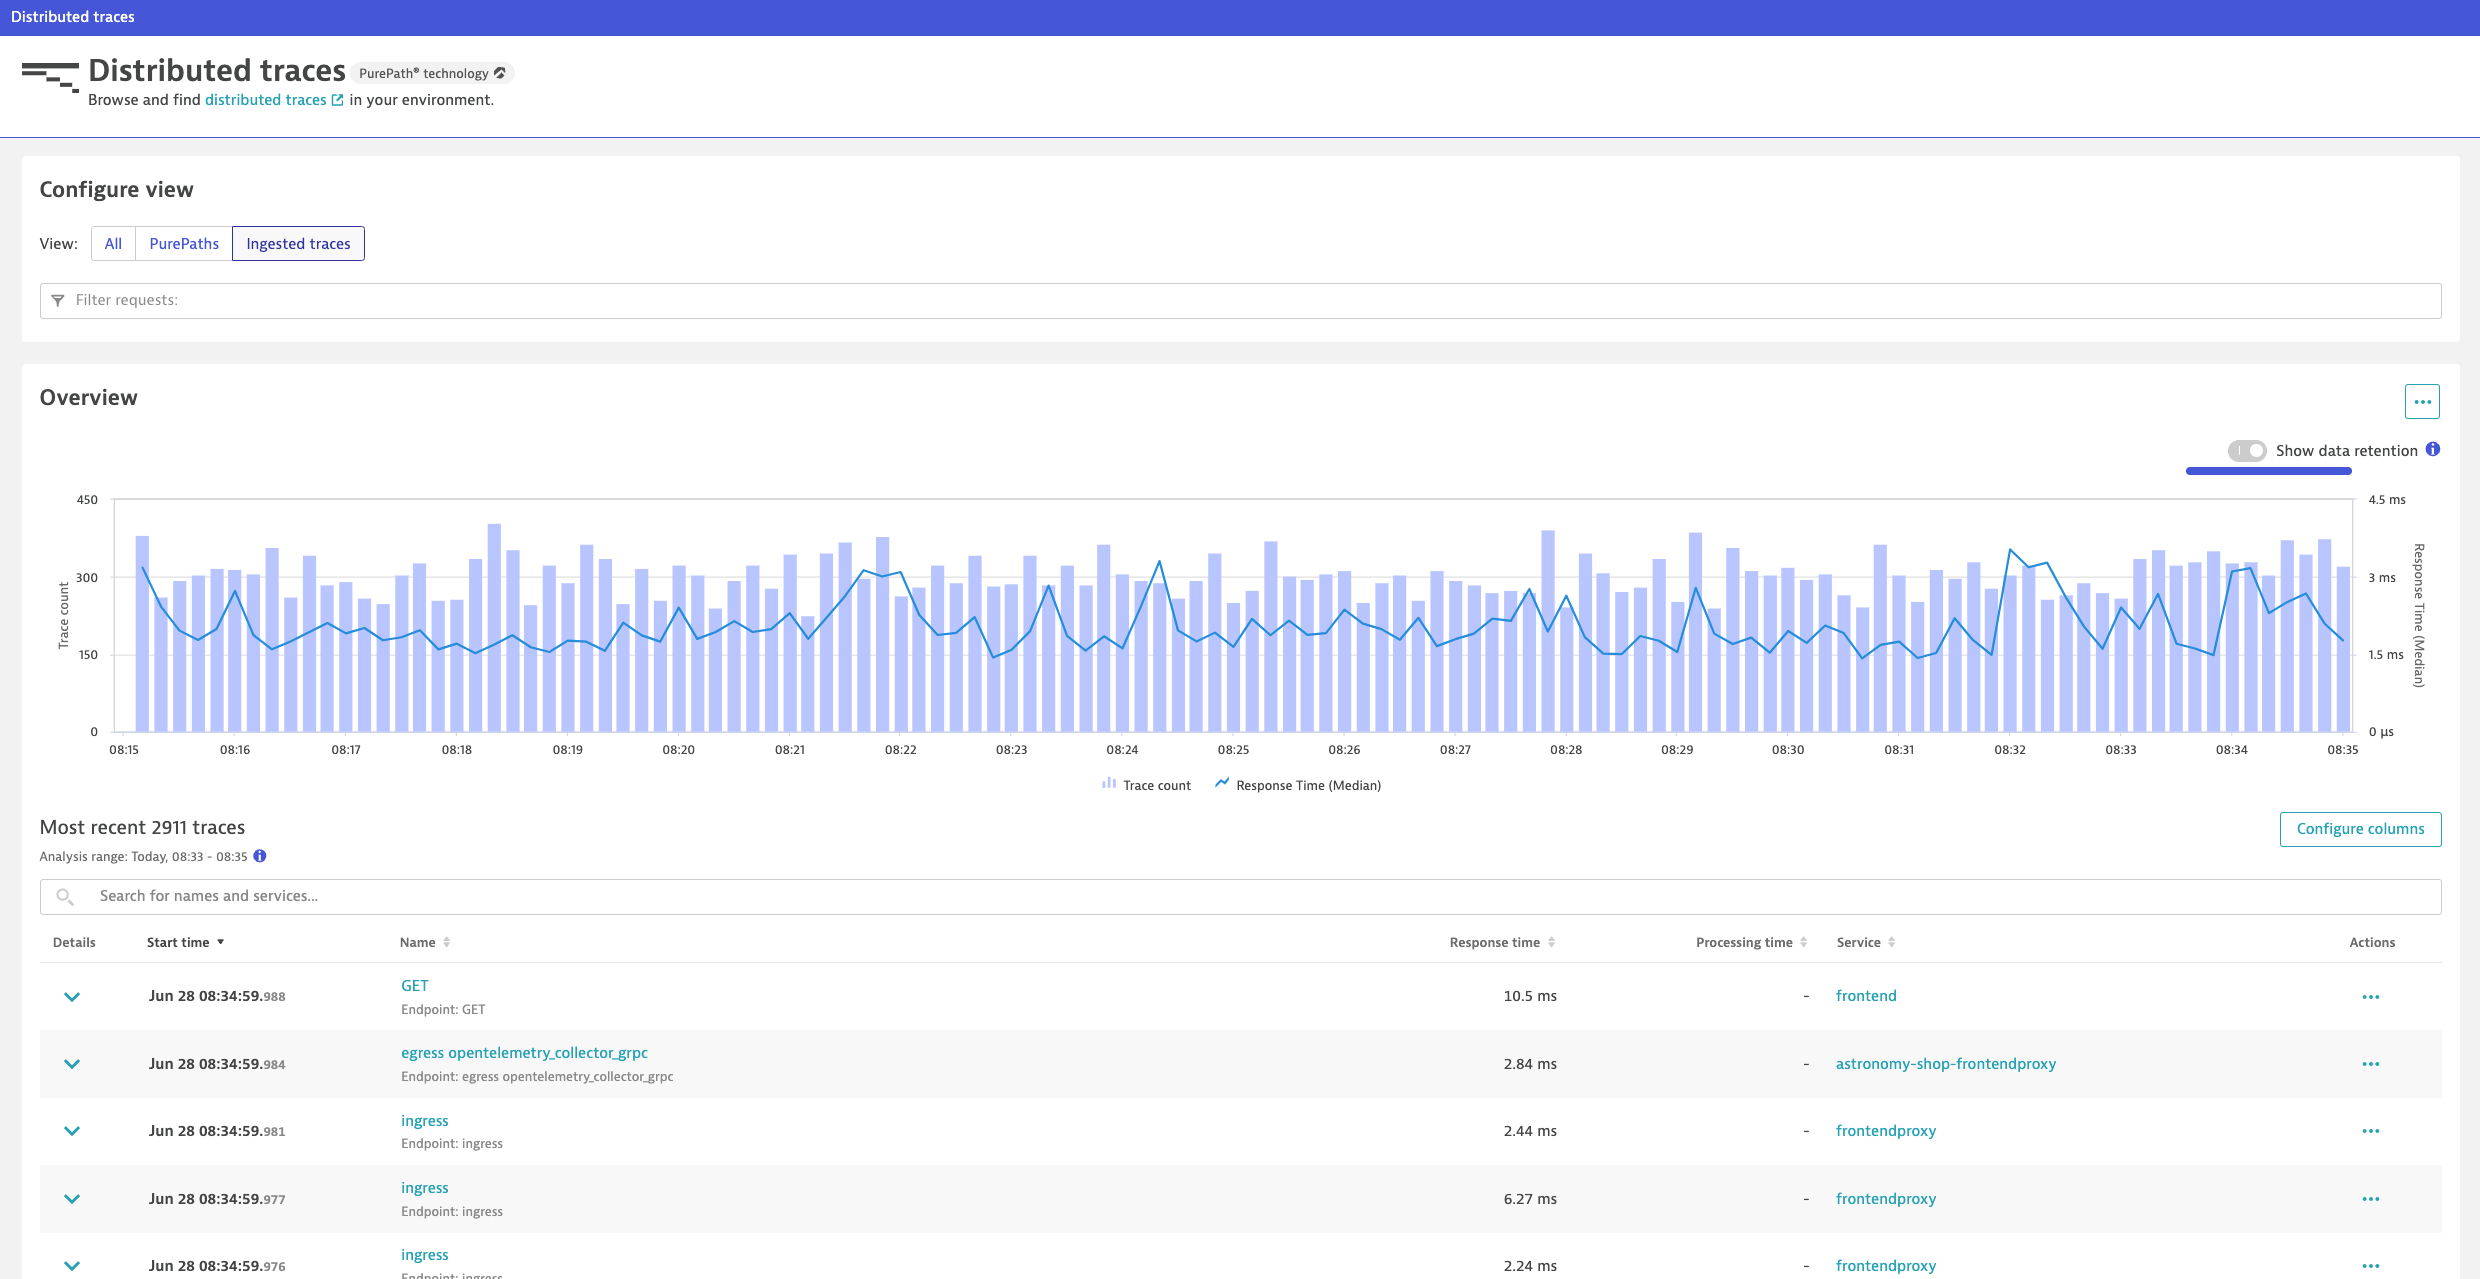 Distributed traces
Distributed traces PurePath® technology
Browse and find distributed traces in your environment.
Configure view
View: All PurePaths Ingested traces
Filter requests:
Overview
Show data retention
450 4.5 ms
300 3 ms
150 1.5 ms
0 0 µs
Trace count
Response Time (Median)
08:15 08:16 08:17 08:18 08:19 08:20 08:21 08:22 08:23 08:24 08:25 08:26 08:27 08:28 08:29 08:30 08:31 08:32 08:33 08:34 08:35
Trace count Response Time (Median)
Most recent 2911 traces
Configure columns
Analysis range: Today, 08:33 - 08:35
Search for names and services...
Details Start time Name Response time Processing time Service Actions
Jun 28 08:34:59.988 GET 10.5 ms - frontend
Endpoint: GET
Jun 28 08:34:59.984 egress opentelemetry_collector_grpc 2.84 ms - astronomy-shop-frontendproxy
Endpoint: egress opentelemetry_collector_grpc
Jun 28 08:34:59.981 ingress 2.44 ms - frontendproxy
Endpoint: ingress
Jun 28 08:34:59.977 ingress 6.27 ms - frontendproxy
Endpoint: ingress
Jun 28 08:34:59.976 ingress 2.24 ms - frontendproxy
Endpoint: ingress